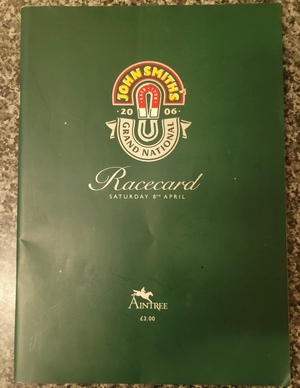 JOHN SMITH'S
20 06
GRAND NATIONAL
Racecard
SATURDAY 8TH APRIL
AINTREE
£3.00